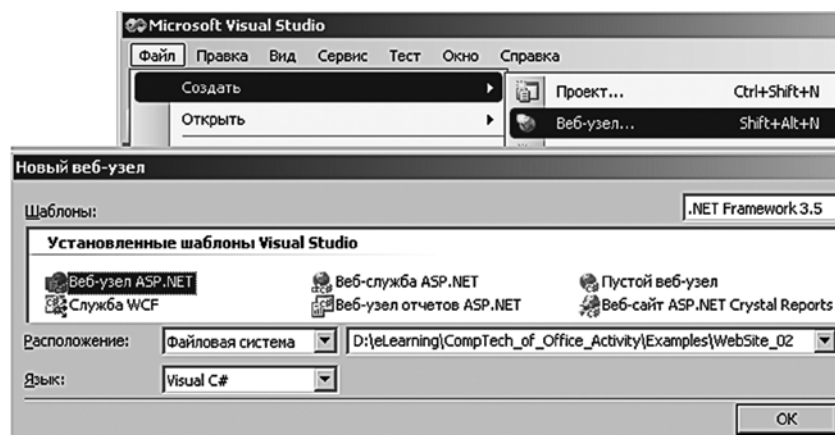 Microsoft Visual Studio
Файл Правка Вид Сервис Тест Окно Справка
Создать
Проект... Ctrl+Shift+N
Открыть
Веб-узел... Shift+Alt+N
Новый веб-узел
Шаблоны: .NET Framework 3.5
Установленные шаблоны Visual Studio
Веб-узел ASP.NET Веб-служба ASP.NET Пустой веб-узел
Служба WCF Веб-узел отчетов ASP.NET Веб-сайт ASP.NET Crystal Reports
Расположение: Файловая система D:\eLearning\CompTech_of_Office_Activity\Examples\WebSite_02
Язык: Visual C#
OK